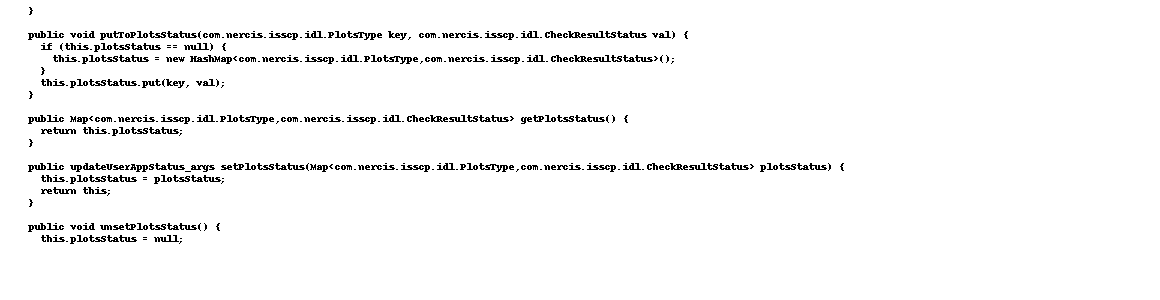 }
public void putToPlotsStatus(com.nercis.isscp.idl.PlotsType key, com.nercis.isscp.idl.CheckResultStatus val) {
if (this.plotsStatus == null) {
this.plotsStatus = new HashMap<com.nercis.isscp.idl.PlotsType,com.nercis.isscp.idl.CheckResultStatus>();
}
this.plotsStatus.put(key, val);
}
public Map<com.nercis.isscp.idl.PlotsType,com.nercis.isscp.idl.CheckResultStatus> getPlotsStatus() {
return this.plotsStatus;
}
public updateUserAppStatus_args setPlotsStatus(Map<com.nercis.isscp.idl.PlotsType,com.nercis.isscp.idl.CheckResultStatus> plotsStatus) {
this.plotsStatus = plotsStatus;
return this;
}
public void unsetPlotsStatus() {
this.plotsStatus = null;